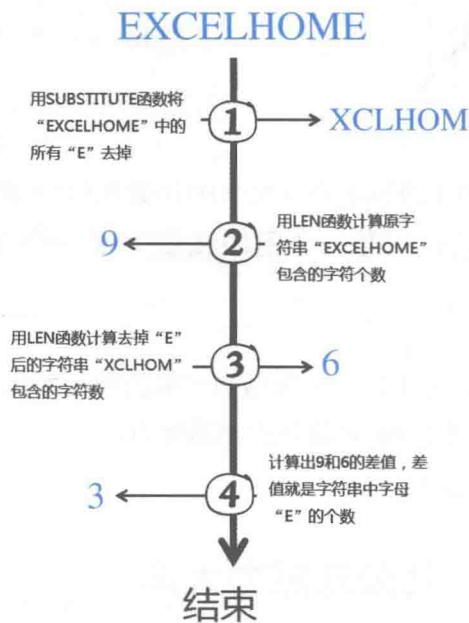 EXCELHOME
用SUBSTITUTE函数将
“EXCELHOME”中的
所有“E”去掉
1
XCLHOM
9
2
用LEN函数计算原字
符串“EXCELHOME”
包含的字符个数
用LEN函数计算去掉“E”
后的字符串“XCLHOM”
包含的字符数
3
6
3
4
计算出9和6的差值，差
值就是字符串中字母
“E”的个数
结束